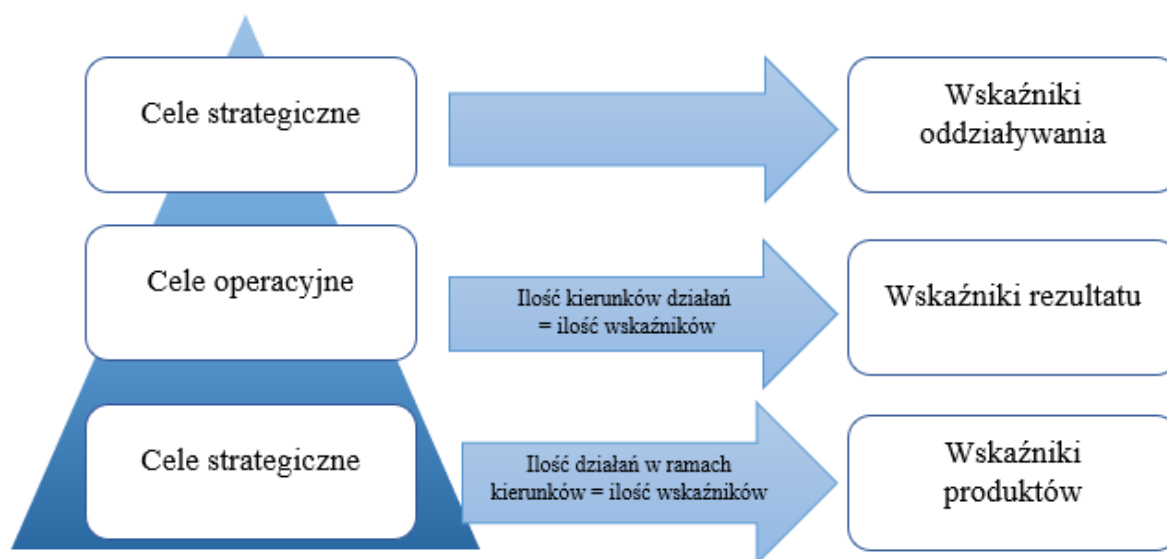 Cele strategiczne
Wskaźniki
oddziaływania
Cele operacyjne
Ilość kierunków działań
= ilość wskaźników
Wskaźniki rezultatu
Cele strategiczne
Ilość działań w ramach
kierunków = ilość wskaźników
Wskaźniki
produktów